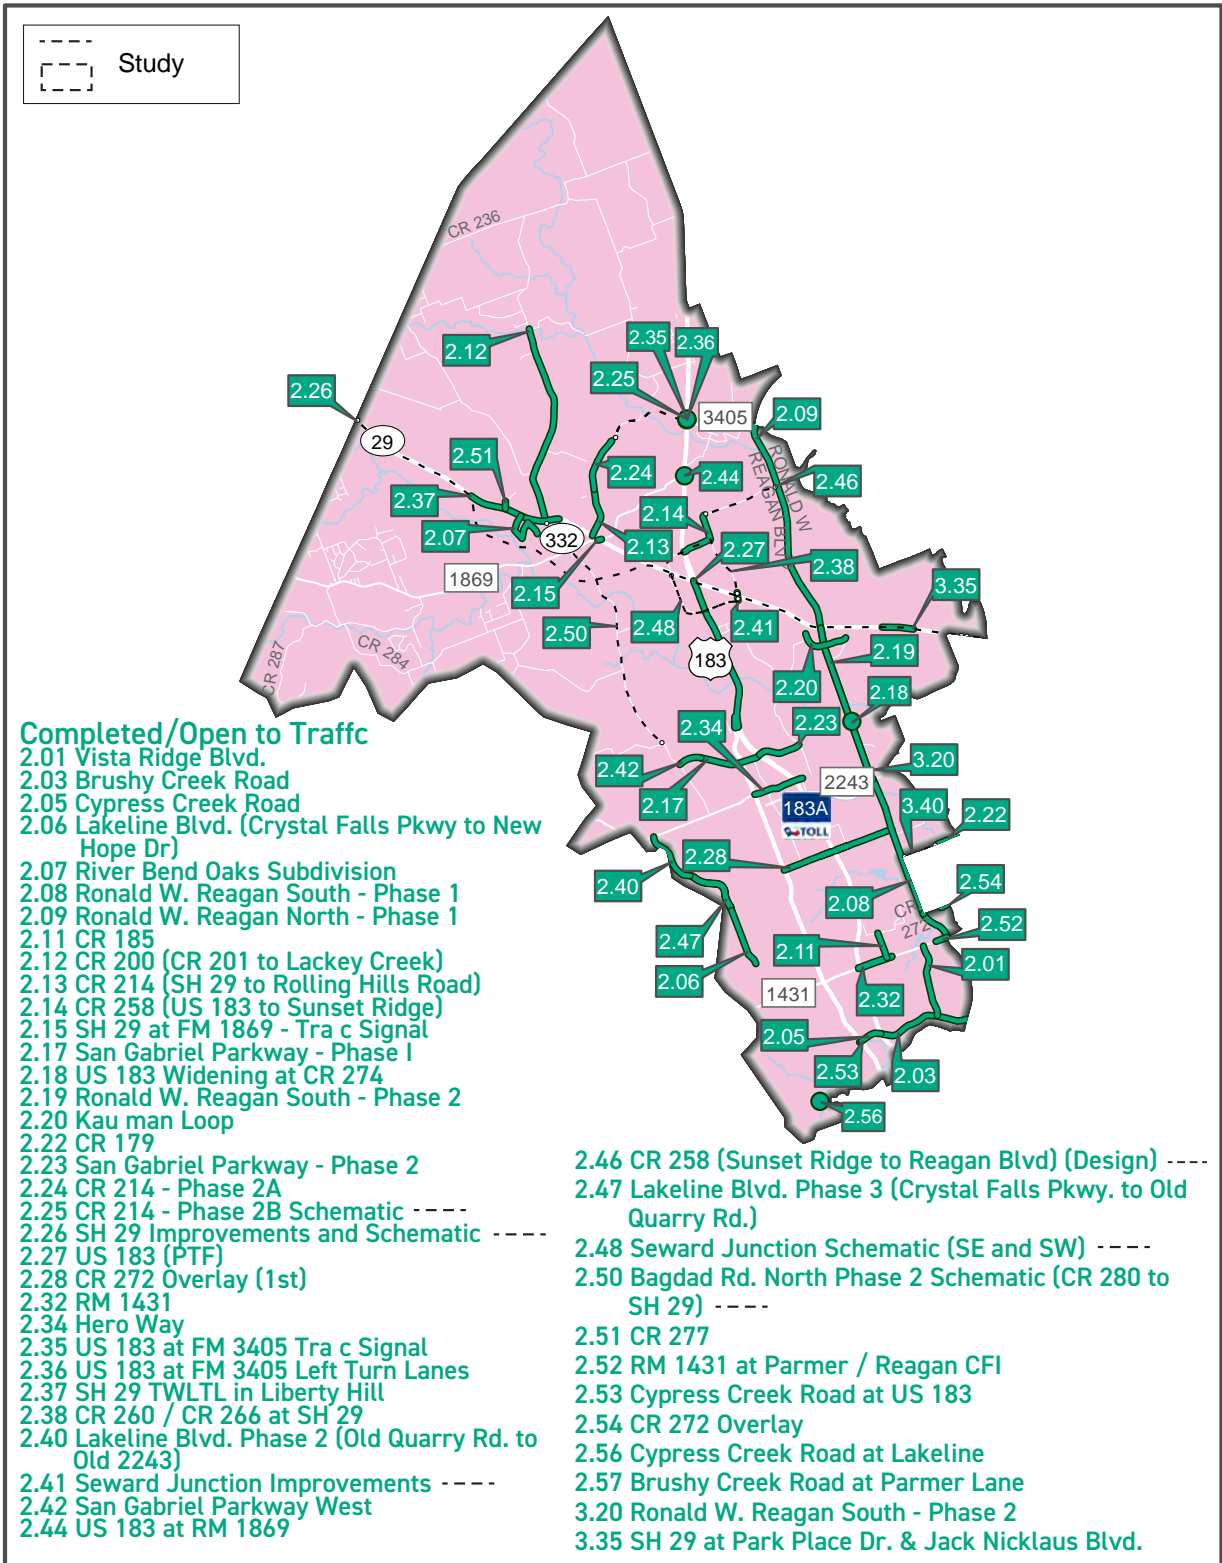 Study
CR 236
2.12
2.35
2.36
2.25
2.26
3405
2.09
29
2.51
2.24
2.44
RONALD W
REAGAN BLVD
2.46
2.37
2.14
2.07
332
2.13
2.27
2.38
1869
2.15
3.35
2.50
2.48
2.41
CR 287
CR 284
183
2.19
2.20
2.18
2.34
2.23
2.42
3.20
2243
2.17
183A
TOLL
3.40
2.22
2.28
2.40
2.54
2.08
CR
272
2.52
2.47
2.11
2.01
2.06
1431
2.32
2.05
2.53
2.03
2.56
Completed/Open to Traffc
2.01 Vista Ridge Blvd.
2.03 Brushy Creek Road
2.05 Cypress Creek Road
2.06 Lakeline Blvd. (Crystal Falls Pkwy to New
Hope Dr)
2.07 River Bend Oaks Subdivision
2.08 Ronald W. Reagan South - Phase 1
2.09 Ronald W. Reagan North - Phase 1
2.11 CR 185
2.12 CR 200 (CR 201 to Lackey Creek)
2.13 CR 214 (SH 29 to Rolling Hills Road)
2.14 CR 258 (US 183 to Sunset Ridge)
2.15 SH 29 at FM 1869 - Tra c Signal
2.17 San Gabriel Parkway - Phase I
2.18 US 183 Widening at CR 274
2.19 Ronald W. Reagan South - Phase 2
2.20 Kau man Loop
2.22 CR 179
2.23 San Gabriel Parkway - Phase 2
2.24 CR 214 - Phase 2A
2.25 CR 214 - Phase 2B Schematic ----
2.26 SH 29 Improvements and Schematic ----
2.27 US 183 (PTF)
2.28 CR 272 Overlay (1st)
2.32 RM 1431
2.34 Hero Way
2.35 US 183 at FM 3405 Tra c Signal
2.36 US 183 at FM 3405 Left Turn Lanes
2.37 SH 29 TWLTL in Liberty Hill
2.38 CR 260 / CR 266 at SH 29
2.40 Lakeline Blvd. Phase 2 (Old Quarry Rd. to
Old 2243)
2.41 Seward Junction Improvements ----
2.42 San Gabriel Parkway West
2.44 US 183 at RM 1869
2.46 CR 258 (Sunset Ridge to Reagan Blvd) (Design) ----
2.47 Lakeline Blvd. Phase 3 (Crystal Falls Pkwy. to Old
Quarry Rd.)
2.48 Seward Junction Schematic (SE and SW) ----
2.50 Bagdad Rd. North Phase 2 Schematic (CR 280 to
SH 29) ----
2.51 CR 277
2.52 RM 1431 at Parmer / Reagan CFI
2.53 Cypress Creek Road at US 183
2.54 CR 272 Overlay
2.56 Cypress Creek Road at Lakeline
2.57 Brushy Creek Road at Parmer Lane
3.20 Ronald W. Reagan South - Phase 2
3.35 SH 29 at Park Place Dr. & Jack Nicklaus Blvd.